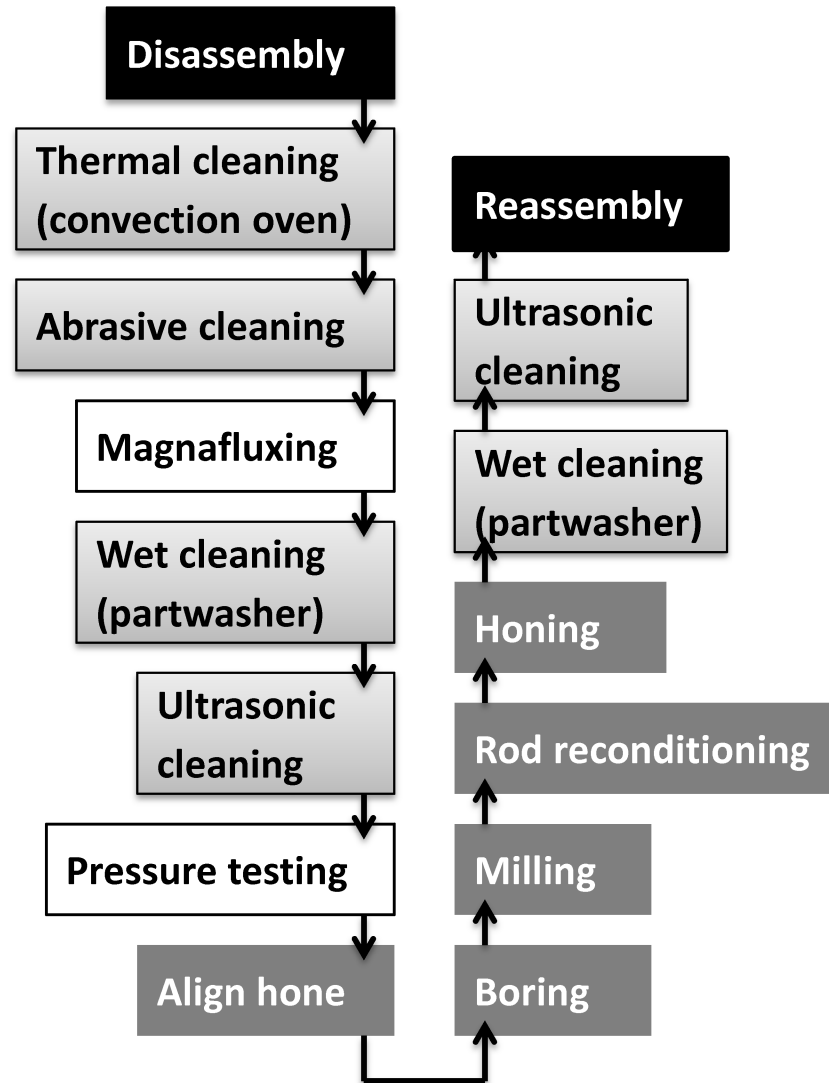 Disassembly
Thermal cleaning
(convection oven)
Abrasive cleaning
Magnafluxing
Wet cleaning
(partwasher)
Ultrasonic
cleaning
Pressure testing
Align hone
Reassembly
Ultrasonic
cleaning
Wet cleaning
(partwasher)
Honing
Rod reconditioning
Milling
Boring